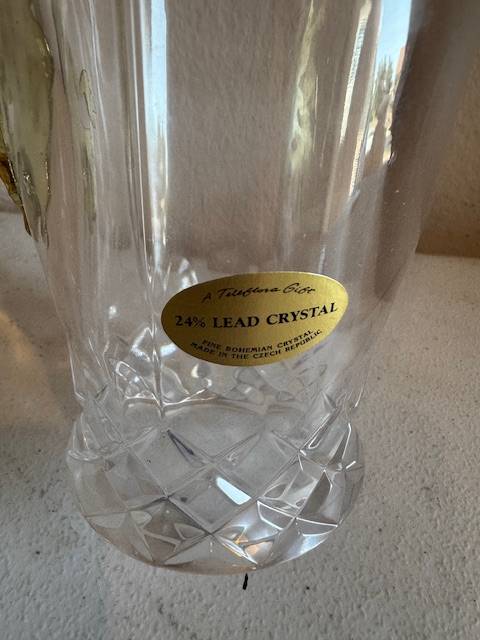 A Teleflora Gift
24% LEAD CRYSTAL
FINE BOHEMIAN CRYSTAL
MADE IN THE CZECH REPUBLIC